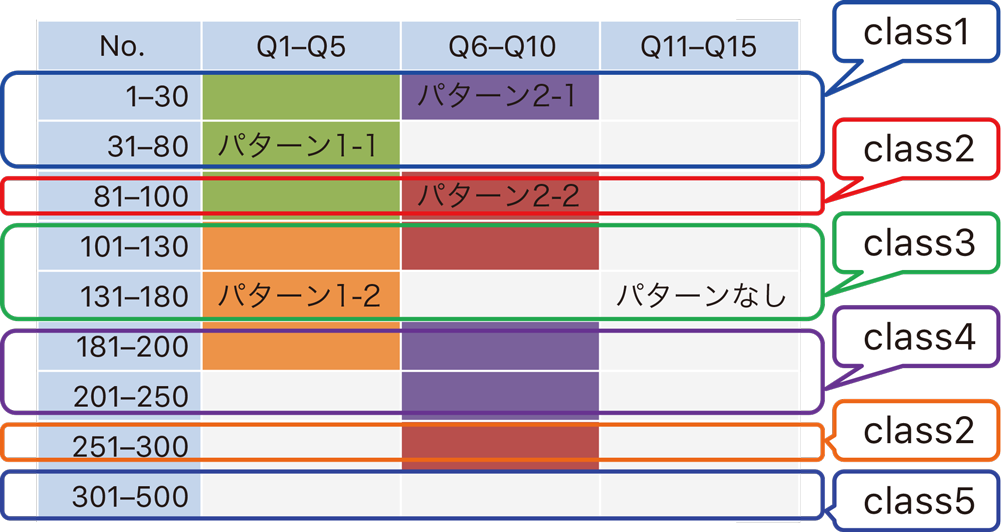 No. Q1–Q5 Q6–Q10 Q11–Q15 class1
1–30 パターン2-1
31–80 パターン1-1
class2
81–100 パターン2-2
101–130 class3
131–180 パターン1-2 パターンなし
181–200 class4
201–250
251–300 class2
301–500 class5